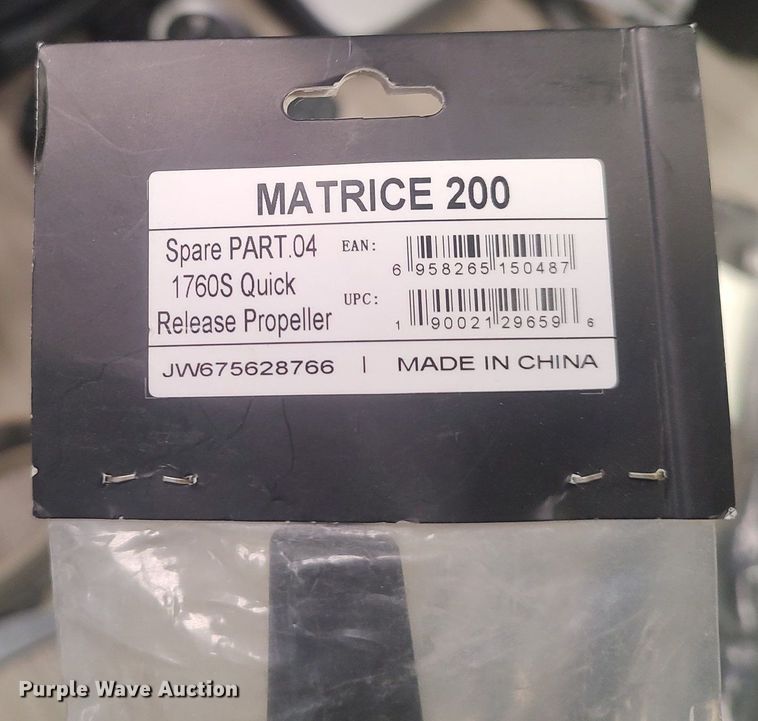 MATRICE 200
Spare PART.04
1760S Quick
Release Propeller
EAN:
6 958265 150487
UPC:
1 90021 29659 6
JW675628766 | MADE IN CHINA
Purple Wave Auction